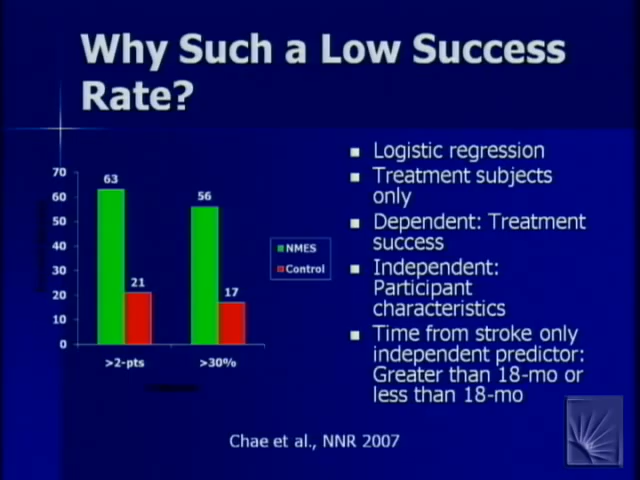 Why Such a Low Success
Rate?
70
60
50
40
30
20
10
0
63
21
56
17
>2-pts
>30%
NMES
Control
Logistic regression
Treatment subjects
only
Dependent: Treatment
success
Independent:
Participant
characteristics
Time from stroke only
independent predictor:
Greater than 18-mo or
less than 18-mo
Chae et al., NNR 2007